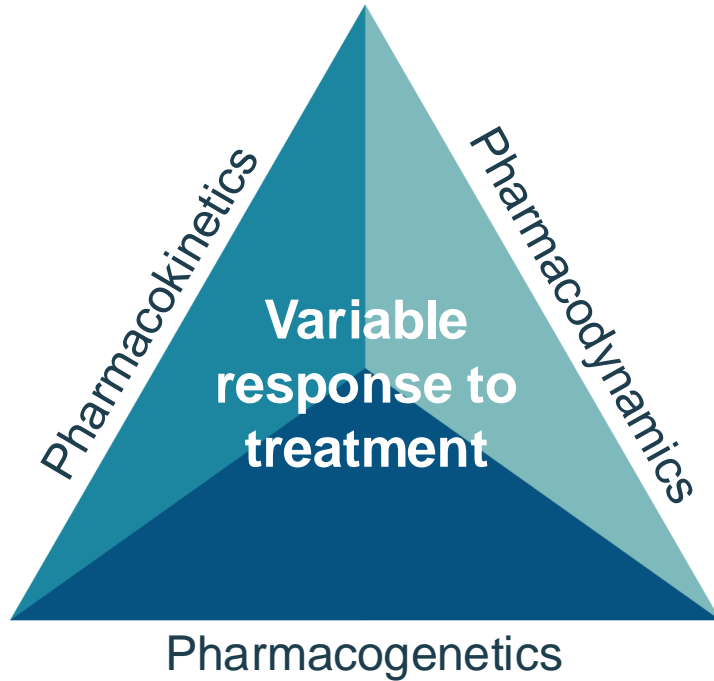 Pharmacokinetics
Pharmacodynamics
Variable
response to
treatment
Pharmacogenetics